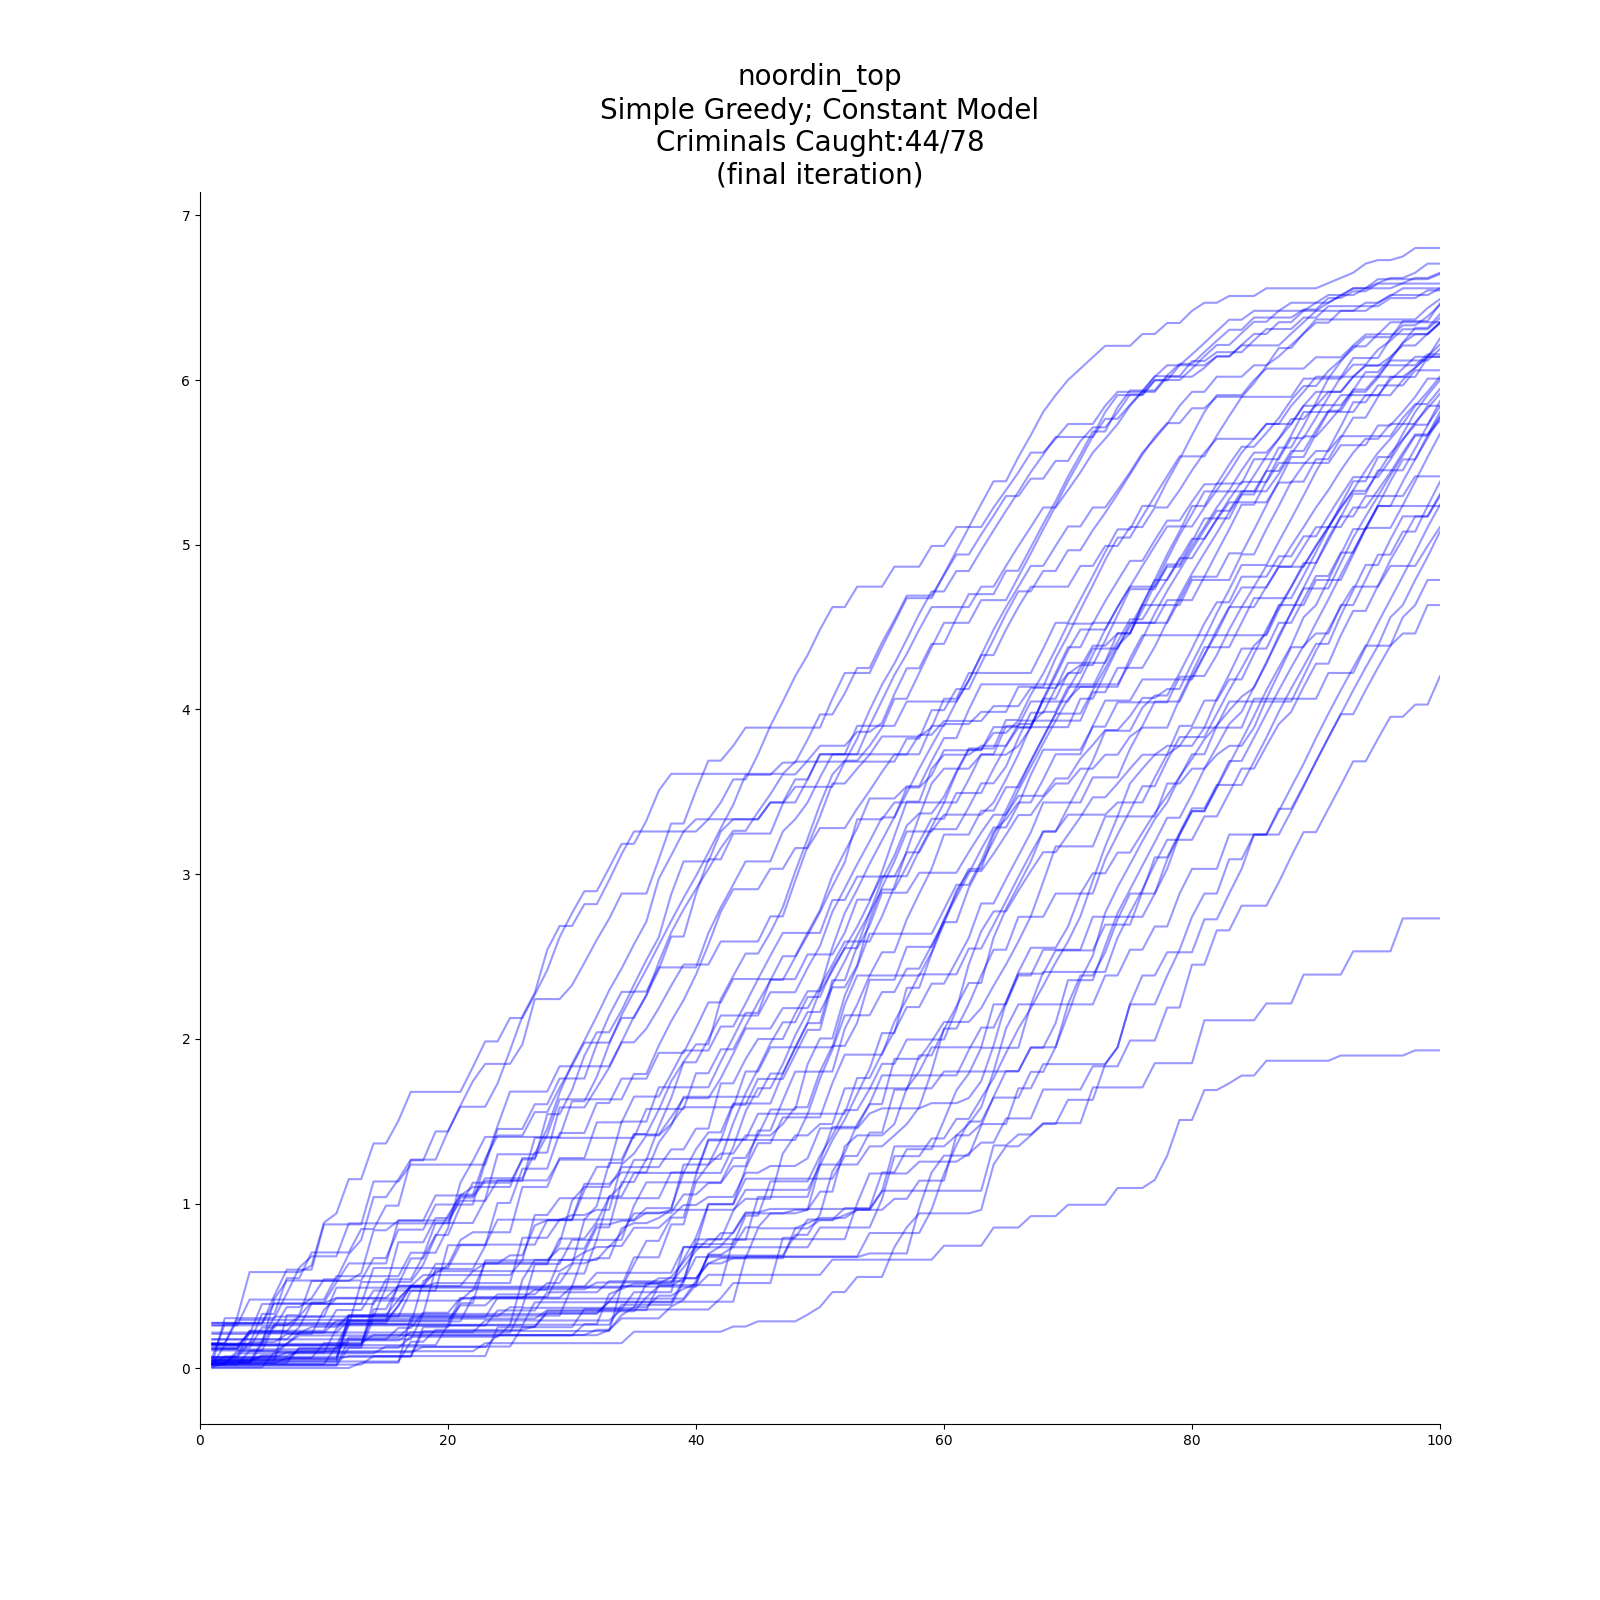 noordin_top
Simple Greedy; Constant Model
Criminals Caught:44/78
(final iteration)
7
6
5
4
3
2
1
0
0 20 40 60 80 100